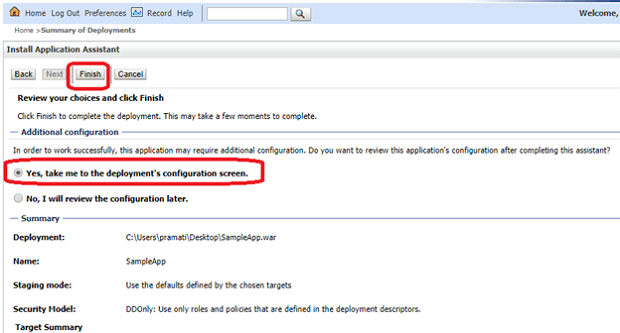 Home Log Out Preferences Record Help Welcome,
Home >Summary of Deployments
Install Application Assistant
Back Next Finish Cancel
Review your choices and click Finish
Click Finish to complete the deployment. This may take a few moments to complete.
Additional configuration
In order to work successfully, this application may require additional configuration. Do you want to review this application's configuration after completing this assistant?
Yes, take me to the deployment's configuration screen.
No, I will review the configuration later.
Summary
Deployment: C:\Users\pramati\Desktop\SampleApp.war
Name: SampleApp
Staging mode: Use the defaults defined by the chosen targets
Security Model: DDOnly: Use only roles and policies that are defined in the deployment descriptors.
Target Summary